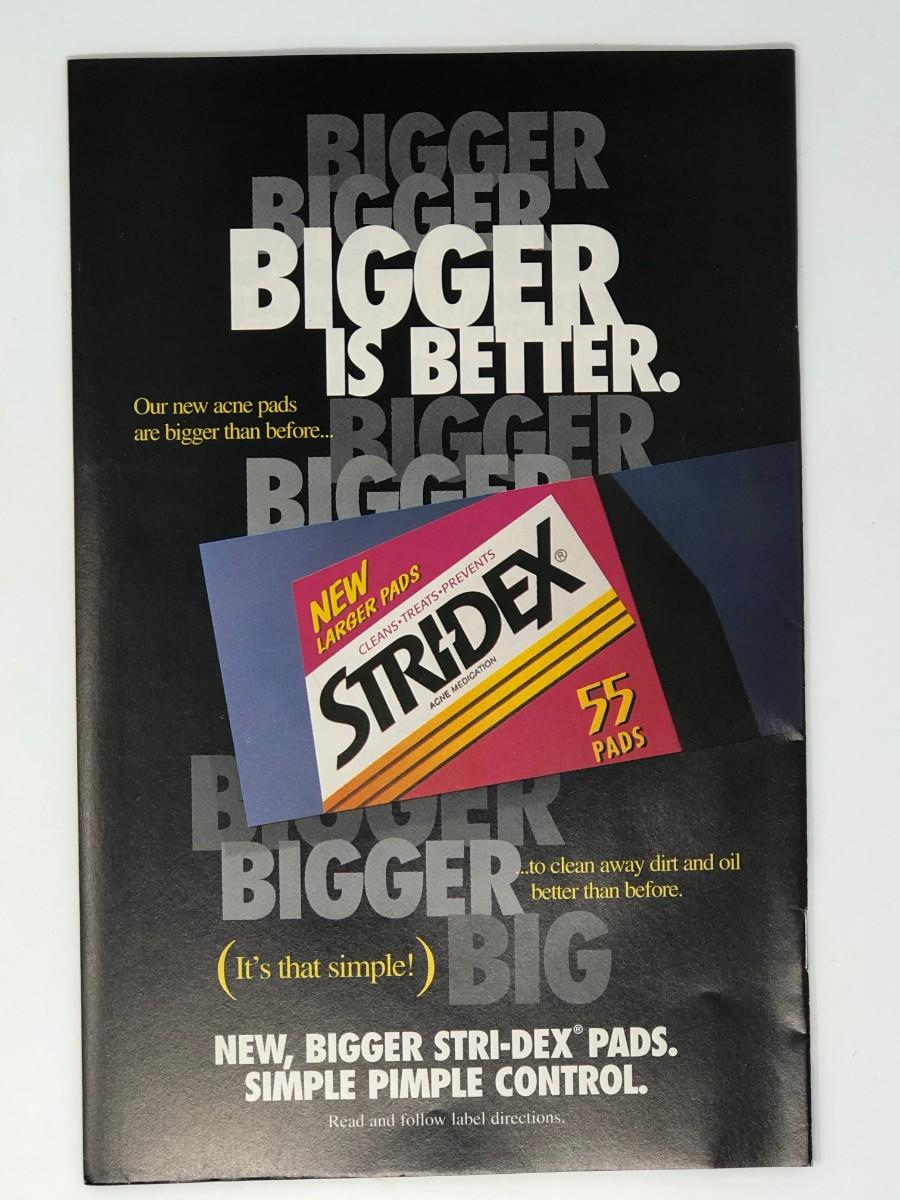 BIGGER
BIGGER
BIGGER
IS BETTER.
Our new acne pads
are bigger than before...
BIGGER
BIGGER
NEW
LARGER PADS
CLEANS•TREATS•PREVENTS
STRI-DEX®
ACNE MEDICATION
55
PADS
BIGGER
BIGGER
...to clean away dirt and oil
better than before.
(It's that simple!)
BIG
NEW, BIGGER STRI-DEX® PADS.
SIMPLE PIMPLE CONTROL.
Read and follow label directions.